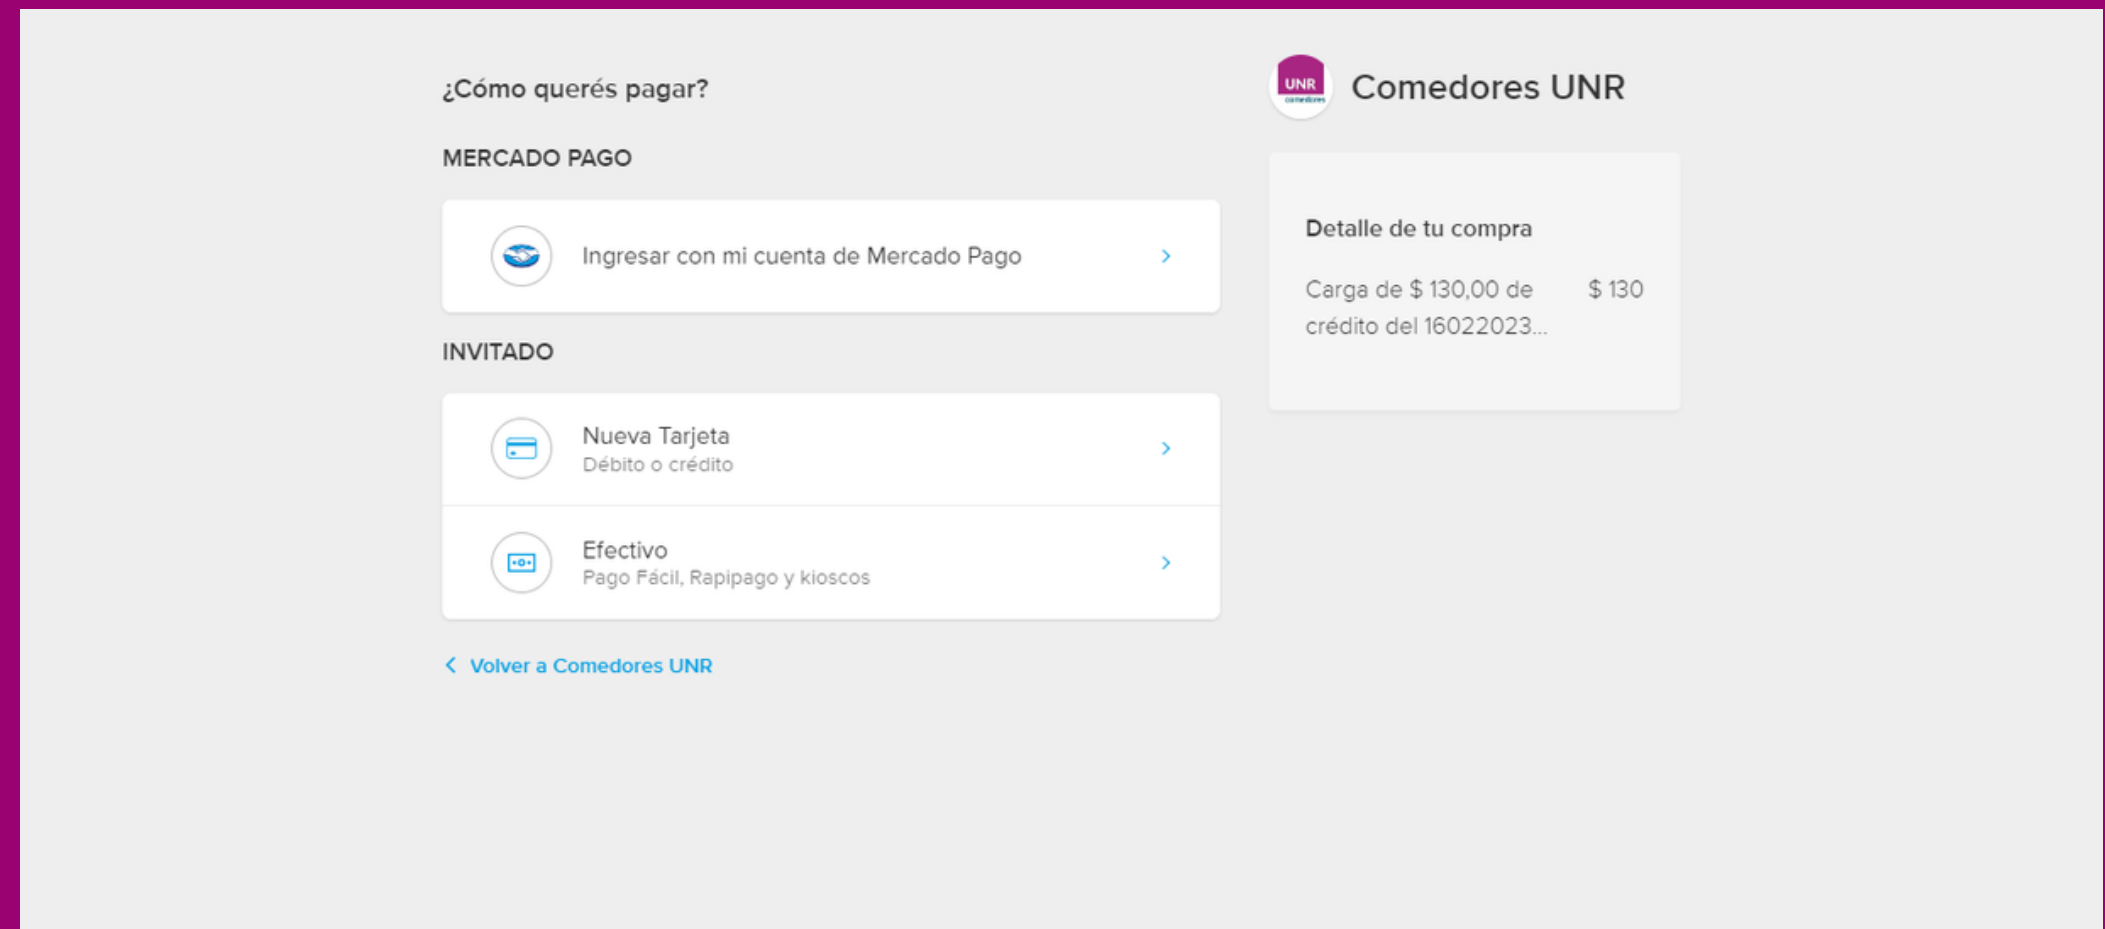 ¿Cómo querés pagar?
MERCADO PAGO
Ingresar con mi cuenta de Mercado Pago
INVITADO
Nueva Tarjeta
Débito o crédito
Efectivo
Pago Fácil, Rapipago y kioscos
Volver a Comedores UNR
UNR
comedores
Comedores UNR
Detalle de tu compra
Carga de $ 130,00 de $ 130
crédito del 16022023...